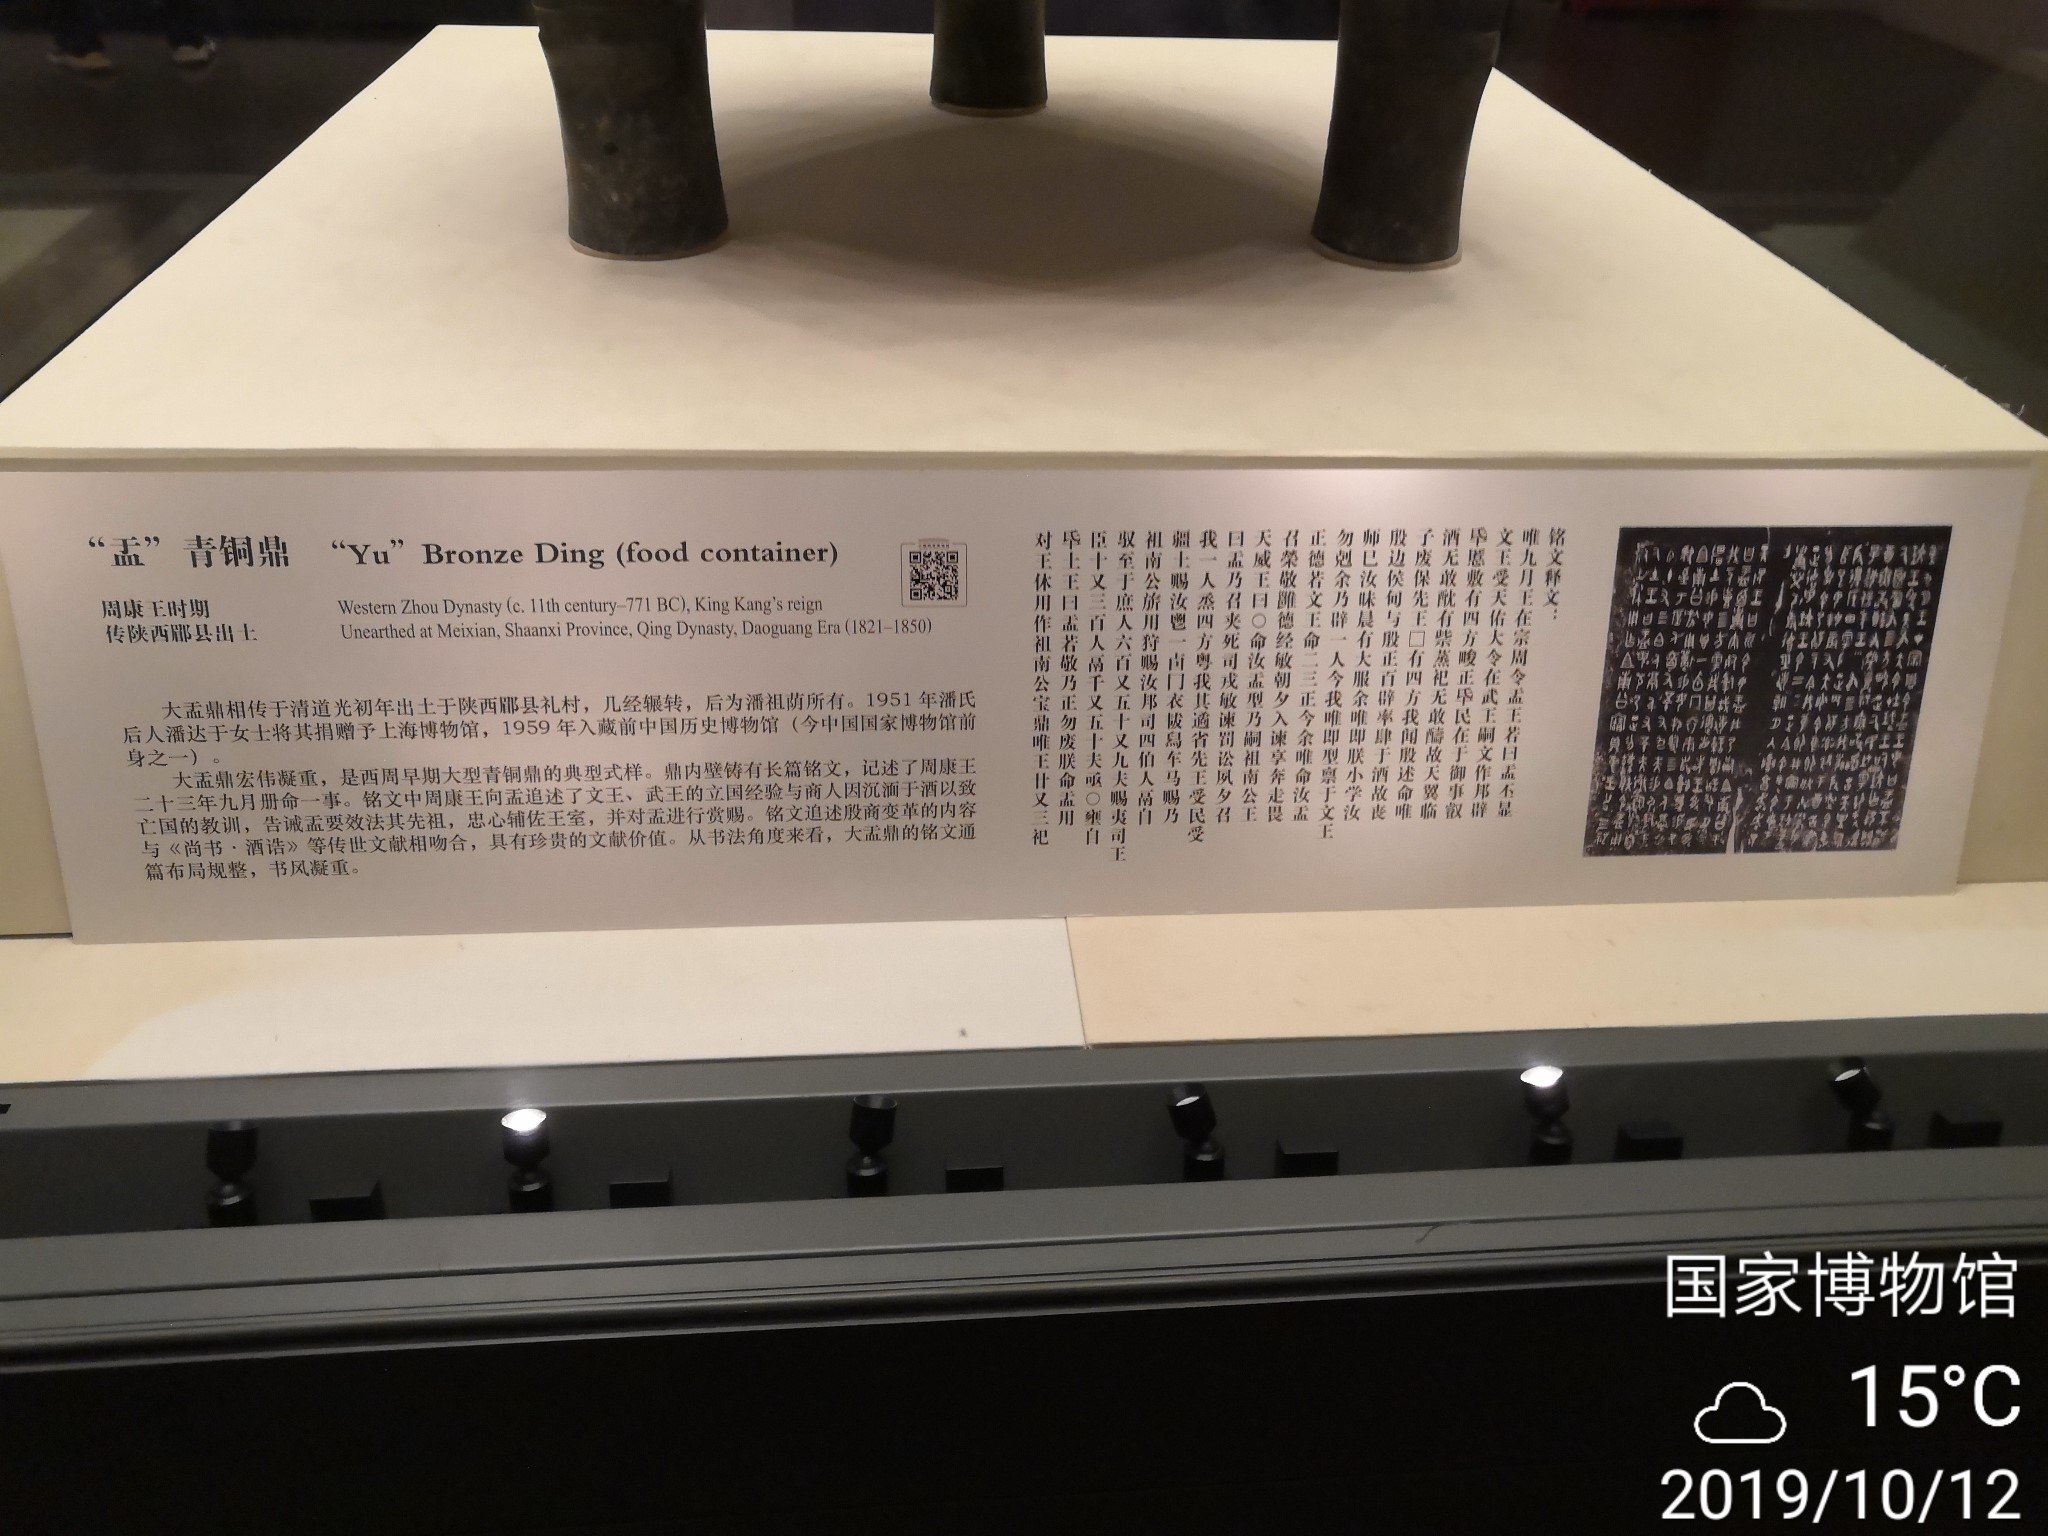 “盂”青铜鼎
“Yu” Bronze Ding (food container)
周康王时期
传陕西郿县出土
Western Zhou Dynasty (c. 11th century–771 BC), King Kang’s reign
Unearthed at Meixian, Shaanxi Province, Qing Dynasty, Daoguang Era (1821–1850)
大盂鼎相传于清道光初年出土于陕西郿县礼村，几经辗转，后为潘祖荫所有。1951 年潘氏
后人潘达于女士将其捐赠予上海博物馆，1959 年入藏前中国历史博物馆（今中国国家博物馆前
身之一）。
大盂鼎宏伟凝重，是西周早期大型青铜鼎的典型式样。鼎内壁铸有长篇铭文，记述了周康王
二十三年九月册命一事。铭文中周康王向盂追述了文王、武王的立国经验与商人因沉湎于酒以致
亡国的教训，告诫盂要效法其先祖，忠心辅佐王室，并对盂进行赏赐。铭文追述殷商变革的内容
与《尚书·酒诰》等传世文献相吻合，具有珍贵的文献价值。从书法角度来看，大盂鼎的铭文通
篇布局规整，书风凝重。
铭文释文：
唯九月王在宗周令盂王若曰盂丕显
文王受天佑大令在武王嗣文作邦辟
氒慝敷有四方畯正氒民在于御事叡
酒无敢酖有祡蒸祀无敢醻故天翼临
子废保先王□有四方我闻殷述命唯
殷边侯甸与殷正百辟率肆于酒故丧
师已汝昧晨有大服余唯即朕小学汝
勿剋余乃辟一人今我唯即型禀于文王
正德若文王命二三正今余唯命汝盂
召榮敬雝德经敏朝夕入谏享奔走畏
天威王曰○命汝盂型乃嗣祖南公王
曰盂乃召夹死司戎敏谏罚讼夙夕召
我一人烝四方粤我其遹省先王受民受
疆土赐汝鬯一卣冂衣韍舄车马赐乃
祖南公旂用狩赐汝邦司四伯人鬲自
驭至于庶人六百又五十又九夫赐夷司王
臣十又三百人鬲千又五十夫亟○壅自
氒土王曰盂若敬乃正勿废朕命盂用
对王休用作祖南公宝鼎唯王廿又三祀
国家博物馆
15°C
2019/10/12